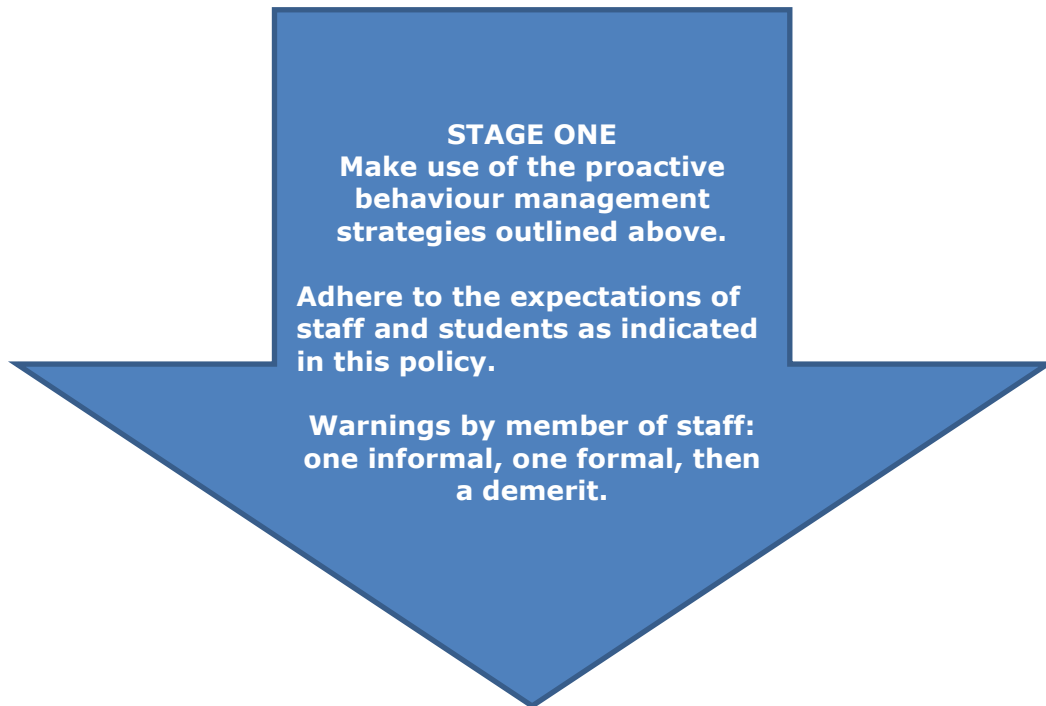 STAGE ONE
Make use of the proactive
behaviour management
strategies outlined above.
Adhere to the expectations of
staff and students as indicated
in this policy.
Warnings by member of staff:
one informal, one formal, then
a demerit.